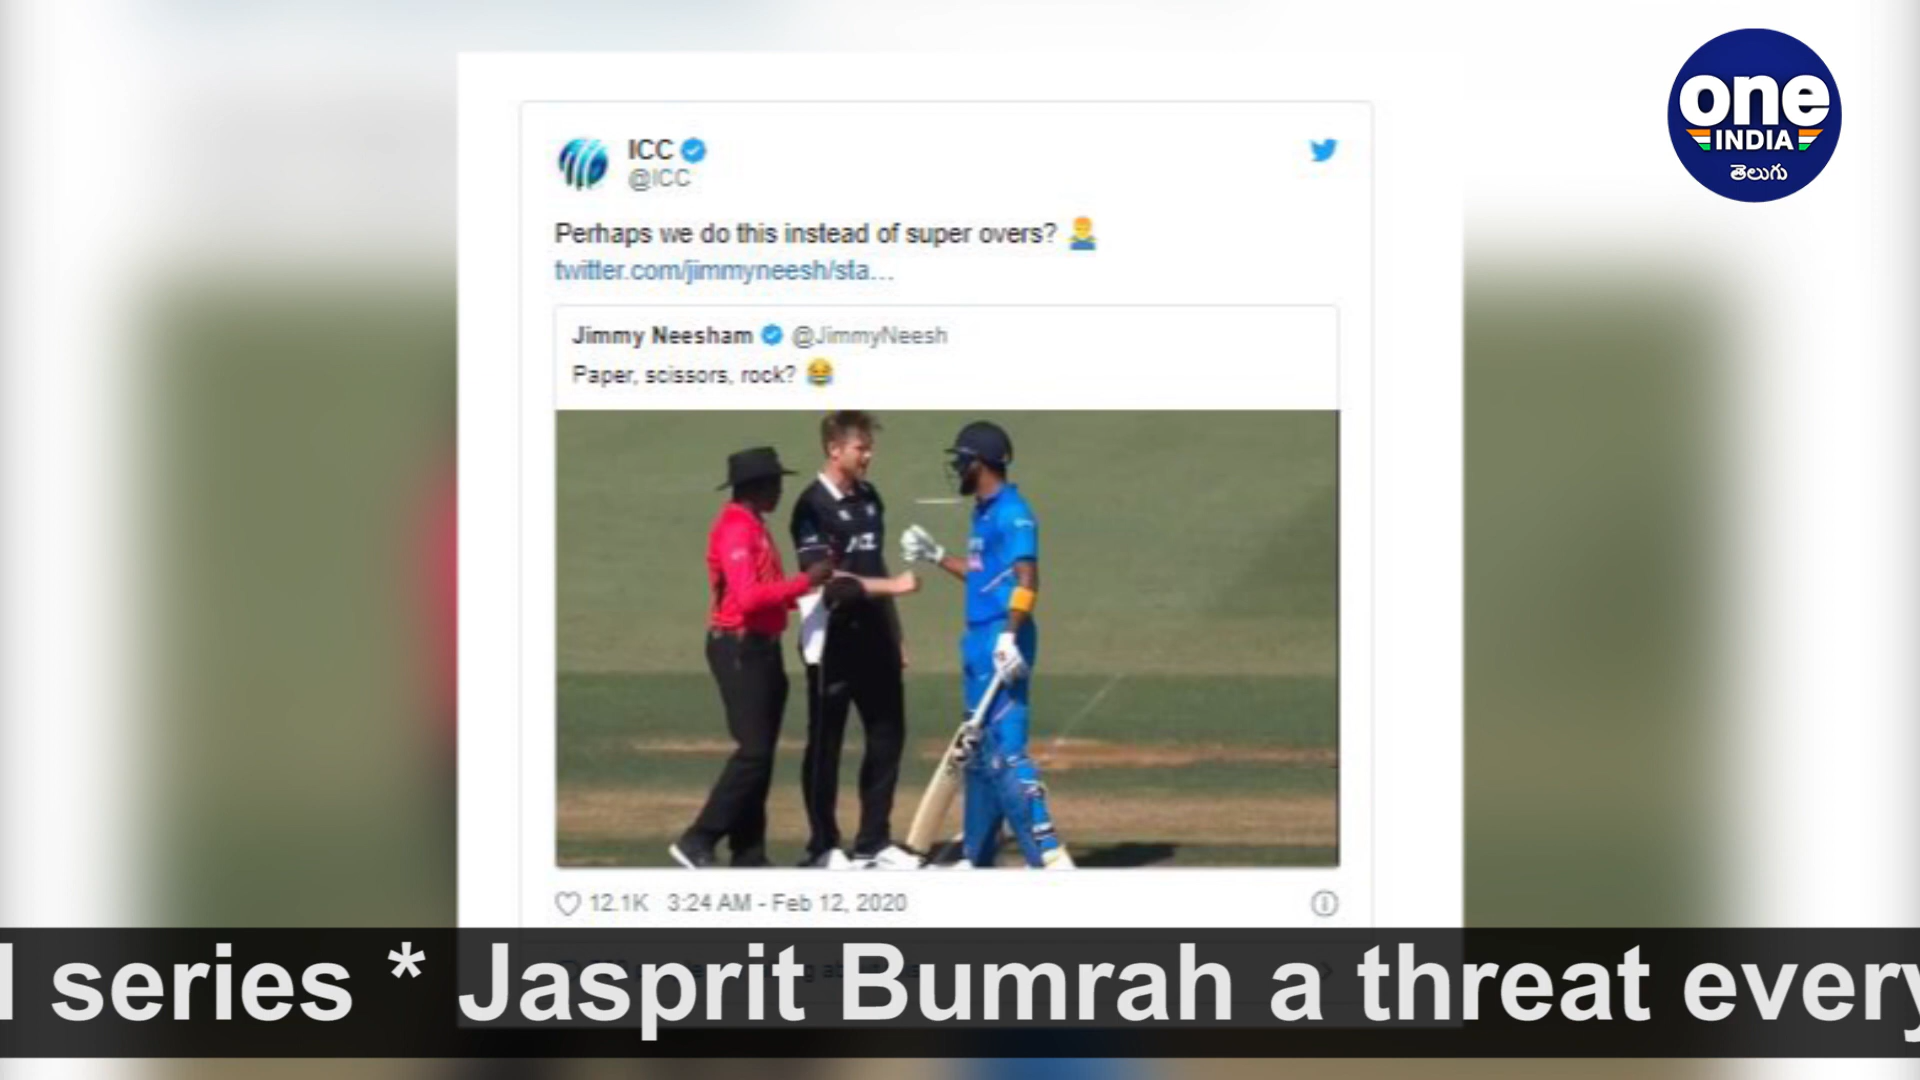 one
INDIA
తెలుగు
ICC
@ICC
Perhaps we do this instead of super overs?
twitter.com/jimmyneesh/sta...
Jimmy Neesham @JimmyNeesh
Paper, scissors, rock?
12.1K 3:24 AM - Feb 12, 2020
series * Jasprit Bumrah a threat every